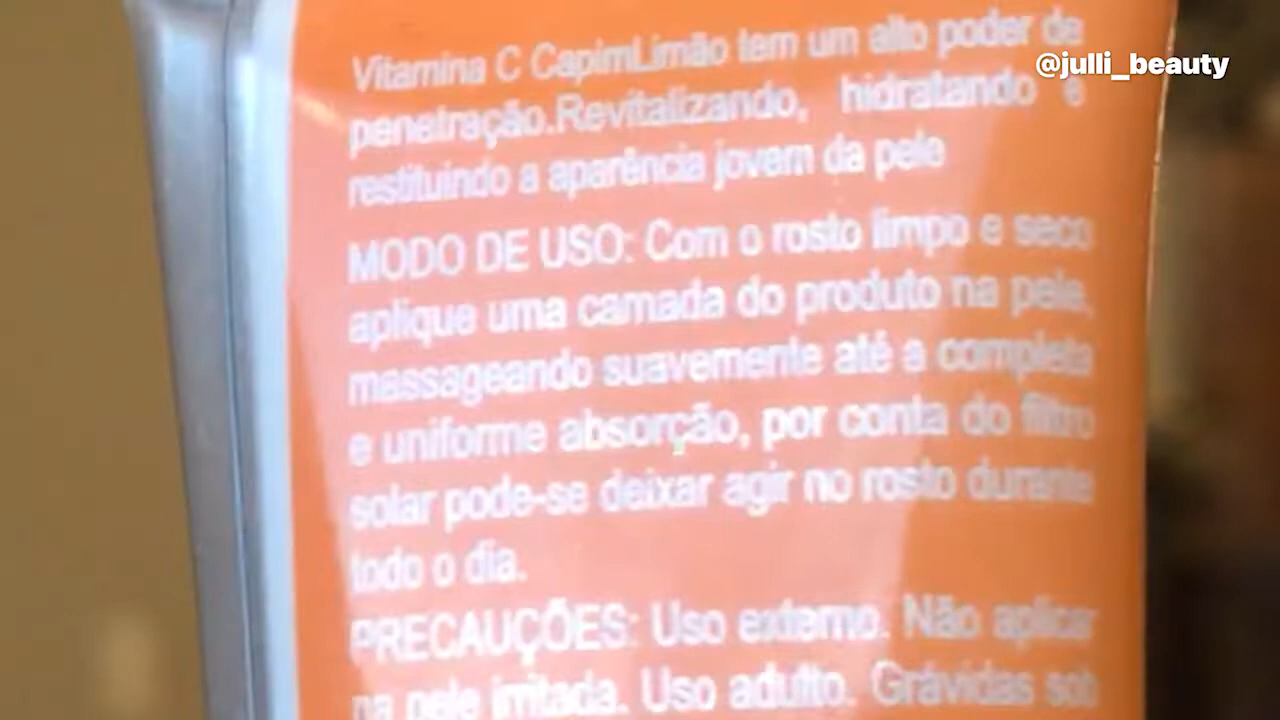 @julli_beauty
Vitamina C CapimLimão tem um alto poder de
penetração.Revitalizando, hidratando e
restituindo a aparência jovem da pele
MODO DE USO: Com o rosto limpo e seco
aplique uma camada do produto na pele,
massageando suavemente até a completa
e uniforme absorção, por conta do filtro
solar pode-se deixar agir no rosto durante
todo o dia.
PRECAUÇÕES: Uso externo. Não aplicar
na pele irritada. Uso adulto. Grávidas sob